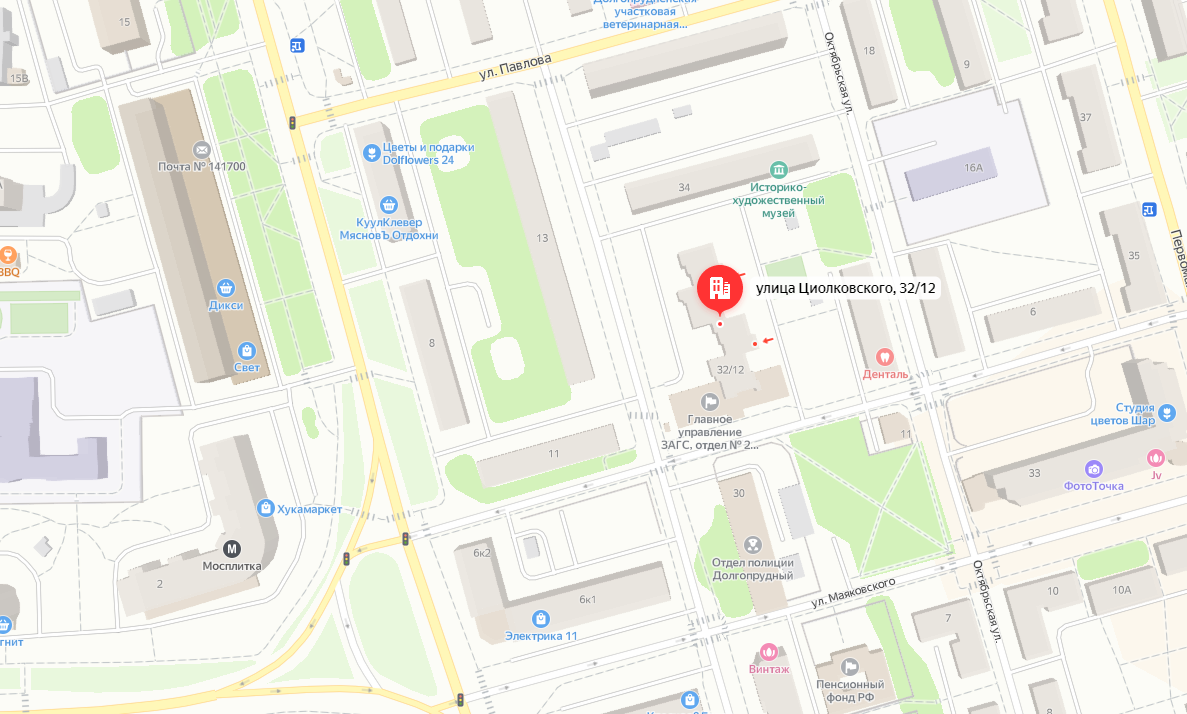 Долгопрудненская
участковая
ветеринарная...
15
ул. Павлова
Октябрьская ул.
18
9
15В
37
Цветы и подарки
Dolflowers 24
Почта № 141700
16А
34
Историко-
художественный
музей
КуулКлевер
МясновЪ Отдохни
13
35
Первома
BBQ
улица Циолковского, 32/12
Дикси
6
8
Свет
32/12
Денталь
Главное
управление
ЗАГС, отдел № 2...
Студия
цветов Шар
11
11
33
ФотоТочка
Jv
30
Хукамаркет
М
Мосплитка
6к2
Отдел полиции
Долгопрудный
2
6к1
ул. Маяковского
Октябрьская ул.
10
10А
7
Электрика 11
гнит
Винтаж
Пенсионный
фонд РФ
8